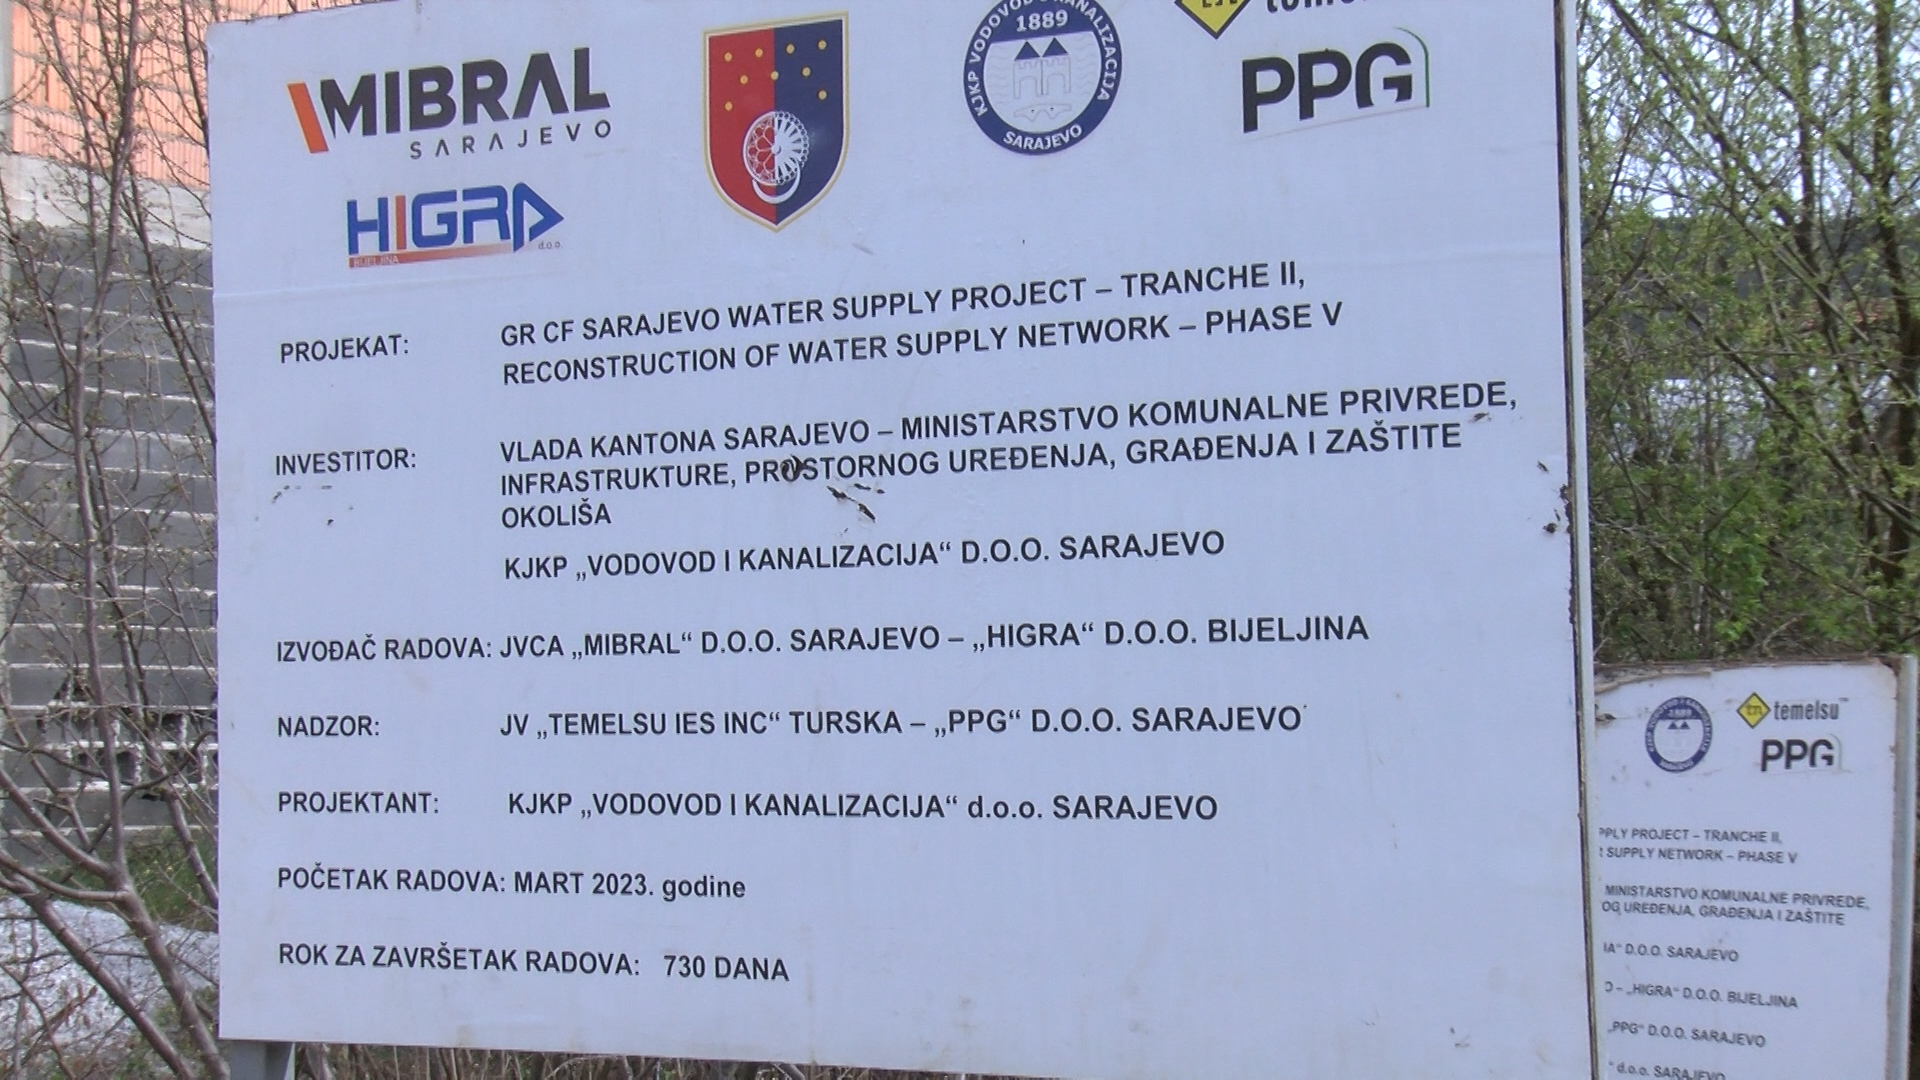 MIBRAL
SARAJEVO
HIGRA
d.o.o.
BIJELJINA
KJKP VODOVOD I KANALIZACIJA
1889
SARAJEVO
PPG
PROJEKAT: GR CF SARAJEVO WATER SUPPLY PROJECT – TRANCHE II,
RECONSTRUCTION OF WATER SUPPLY NETWORK – PHASE V
INVESTITOR: VLADA KANTONA SARAJEVO – MINISTARSTVO KOMUNALNE PRIVREDE,
INFRASTRUKTURE, PROSTORNOG UREĐENJA, GRAĐENJA I ZAŠTITE
OKOLIŠA
KJKP „VODOVOD I KANALIZACIJA“ D.O.O. SARAJEVO
IZVOĐAČ RADOVA: JVCA „MIBRAL“ D.O.O. SARAJEVO – „HIGRA“ D.O.O. BIJELJINA
NADZOR: JV „TEMELSU IES INC“ TURSKA – „PPG“ D.O.O. SARAJEVO
PROJEKTANT: KJKP „VODOVOD I KANALIZACIJA“ d.o.o. SARAJEVO
POČETAK RADOVA: MART 2023. godine
ROK ZA ZAVRŠETAK RADOVA: 730 DANA
1889
tn temelsu
PPG
PPLY PROJECT – TRANCHE II,
SUPPLY NETWORK – PHASE V
MINISTARSTVO KOMUNALNE PRIVREDE,
OG UREĐENJA, GRAĐENJA I ZAŠTITE
JA“ D.O.O. SARAJEVO
O – „HIGRA“ D.O.O. BIJELJINA
„PPG“ D.O.O. SARAJEVO
“ d.o.o. SARAJEVO